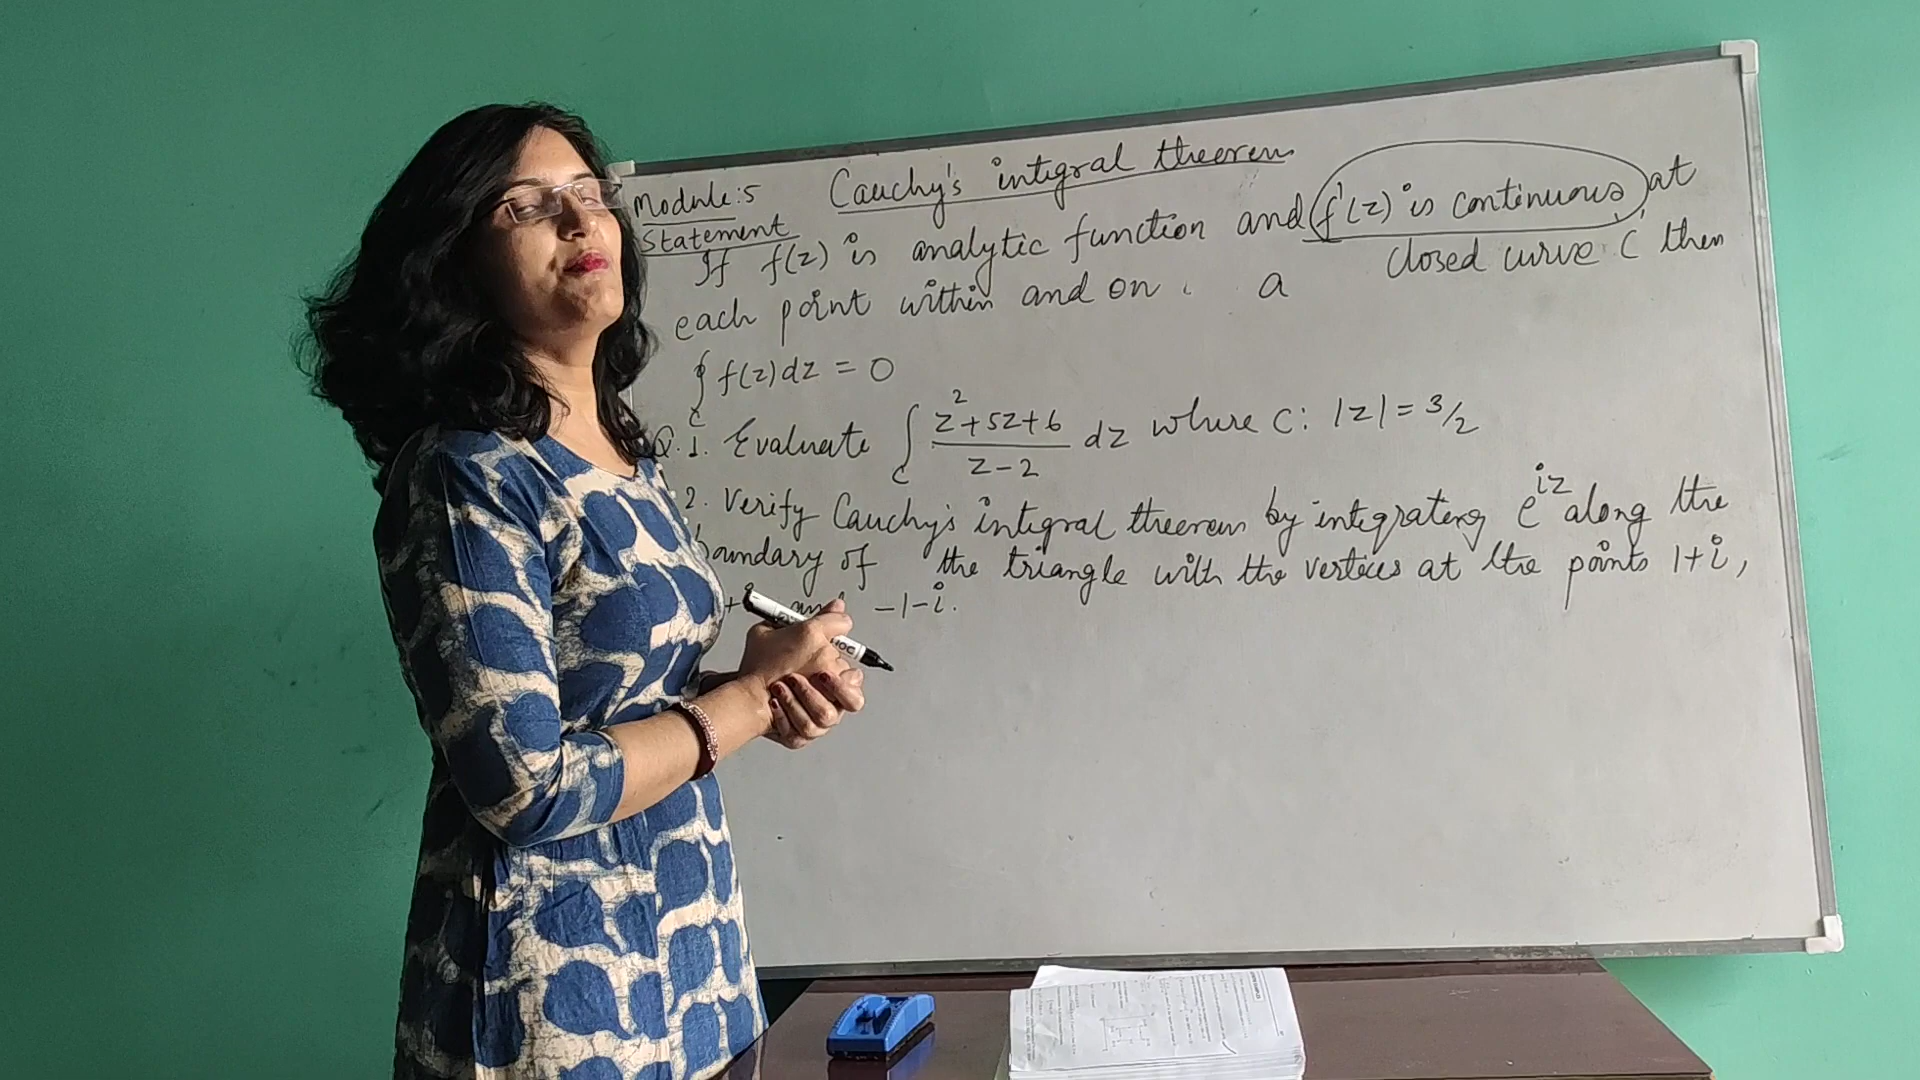 Module:5 Cauchy's integral theorem
Statement
If f(z) is analytic function and f'(z) is continuous at
each point within and on a closed curve 'C' then
∮_C f(z)dz = 0
Q.1. Evaluate ∫_C (z²+5z+6)/(z-2) dz where C: |z| = 3/2
2. Verify Cauchy's integral theorem by integrating e^{iz} along the
boundary of the triangle with the vertices at the points 1+i,
and -1-i.